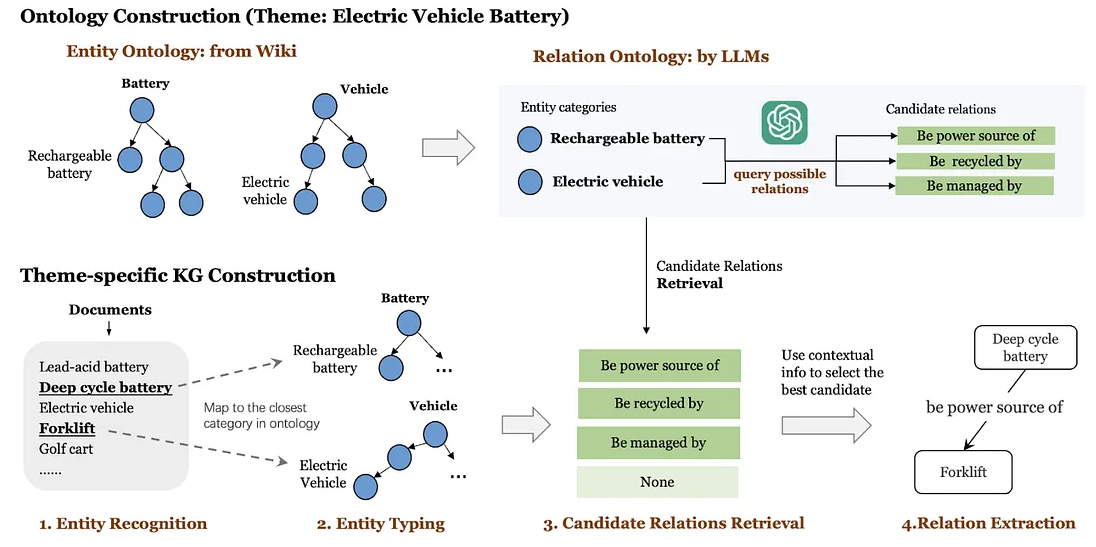 Ontology Construction (Theme: Electric Vehicle Battery)
Entity Ontology: from Wiki
Battery
Rechargeable
battery
Vehicle
Electric
vehicle
Relation Ontology: by LLMs
Entity categories
Rechargeable battery
Electric vehicle
query possible
relations
Candidate relations
Be power source of
Be recycled by
Be managed by
Candidate Relations
Retrieval
Theme-specific KG Construction
Documents
Lead-acid battery
Deep cycle battery
Electric vehicle
Forklift
Golf cart
......
Map to the closest
category in ontology
Battery
Rechargeable
battery
...
Vehicle
Electric
Vehicle
...
Be power source of
Be recycled by
Be managed by
None
Use contextual
info to select the
best candidate
Deep cycle
battery
be power source of
Forklift
1. Entity Recognition
2. Entity Typing
3. Candidate Relations Retrieval
4.Relation Extraction